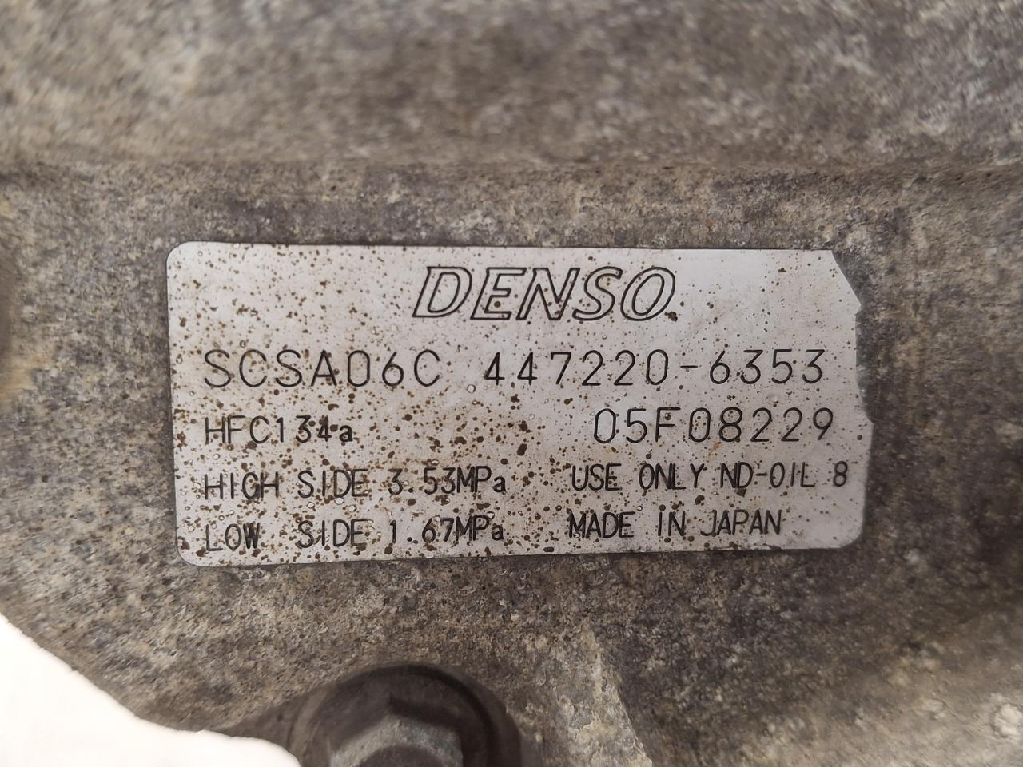 DENSO
SCSA06C 447220-6353
HFC134a 05F08229
HIGH SIDE 3.53MPa USE ONLY ND-OIL 8
LOW SIDE 1.67MPa MADE IN JAPAN